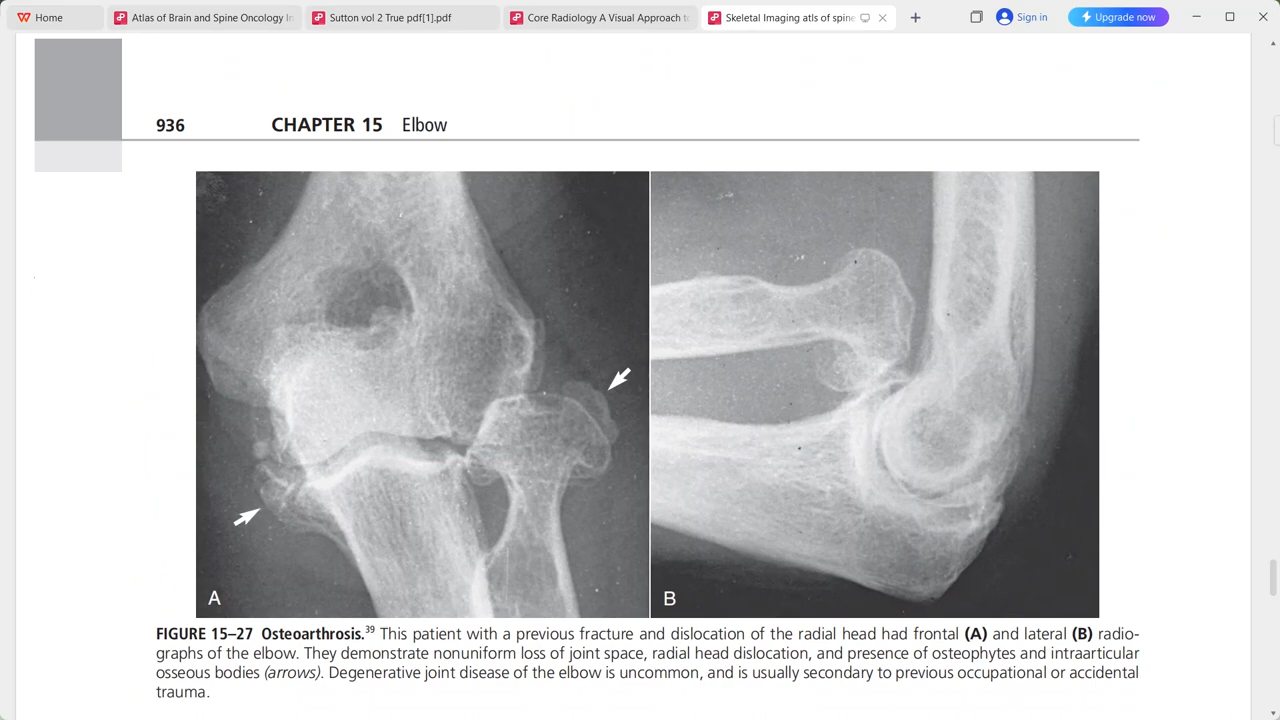 Home
Atlas of Brain and Spine Oncology I
Sutton vol 2 True pdf[1].pdf
Core Radiology A Visual Approach to
Skeletal Imaging atls of spine
Sign in
Upgrade now
936 CHAPTER 15 Elbow
A
B
FIGURE 15–27 Osteoarthrosis.39 This patient with a previous fracture and dislocation of the radial head had frontal (A) and lateral (B) radio-
graphs of the elbow. They demonstrate nonuniform loss of joint space, radial head dislocation, and presence of osteophytes and intraarticular
osseous bodies (arrows). Degenerative joint disease of the elbow is uncommon, and is usually secondary to previous occupational or accidental
trauma.